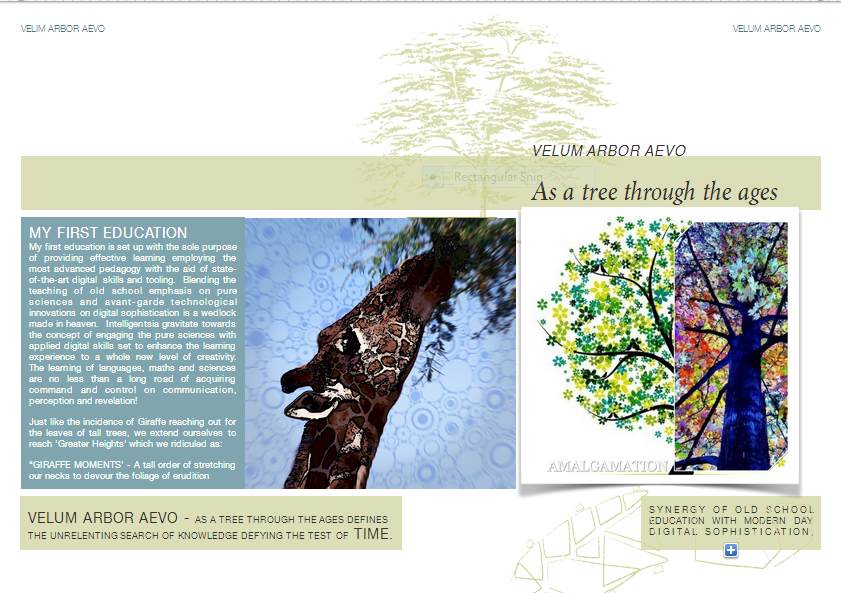 VELIM ARBOR AEVO
VELUM ARBOR AEVO
VELUM ARBOR AEVO
Rectangular Snip
As a tree through the ages
MY FIRST EDUCATION
My first education is set up with the sole purpose
of providing effective learning employing the
most advanced pedagogy with the aid of state-
of-the-art digital skills and tooling. Blending the
teaching of old school emphasis on pure
sciences and avant-garde technological
innovations on digital sophistication is a wedlock
made in heaven. Intelligentsia gravitate towards
the concept of engaging the pure sciences with
applied digital skills set to enhance the learning
experience to a whole new level of creativity.
The learning of languages, maths and sciences
are no less than a long road of acquiring
command and control on communication,
perception and revelation!
Just like the incidence of Giraffe reaching out for
the leaves of tall trees, we extend ourselves to
reach 'Greater Heights' which we ridiculed as:
"GIRAFFE MOMENTS' - A tall order of stretching
our necks to devour the foliage of erudition
AMALGAMATION
VELUM ARBOR AEVO - AS A TREE THROUGH THE AGES DEFINES
THE UNRELENTING SEARCH OF KNOWLEDGE DEFYING THE TEST OF TIME.
SYNERGY OF OLD SCHOOL
EDUCATION WITH MODERN DAY
DIGITAL SOPHISTICATION.